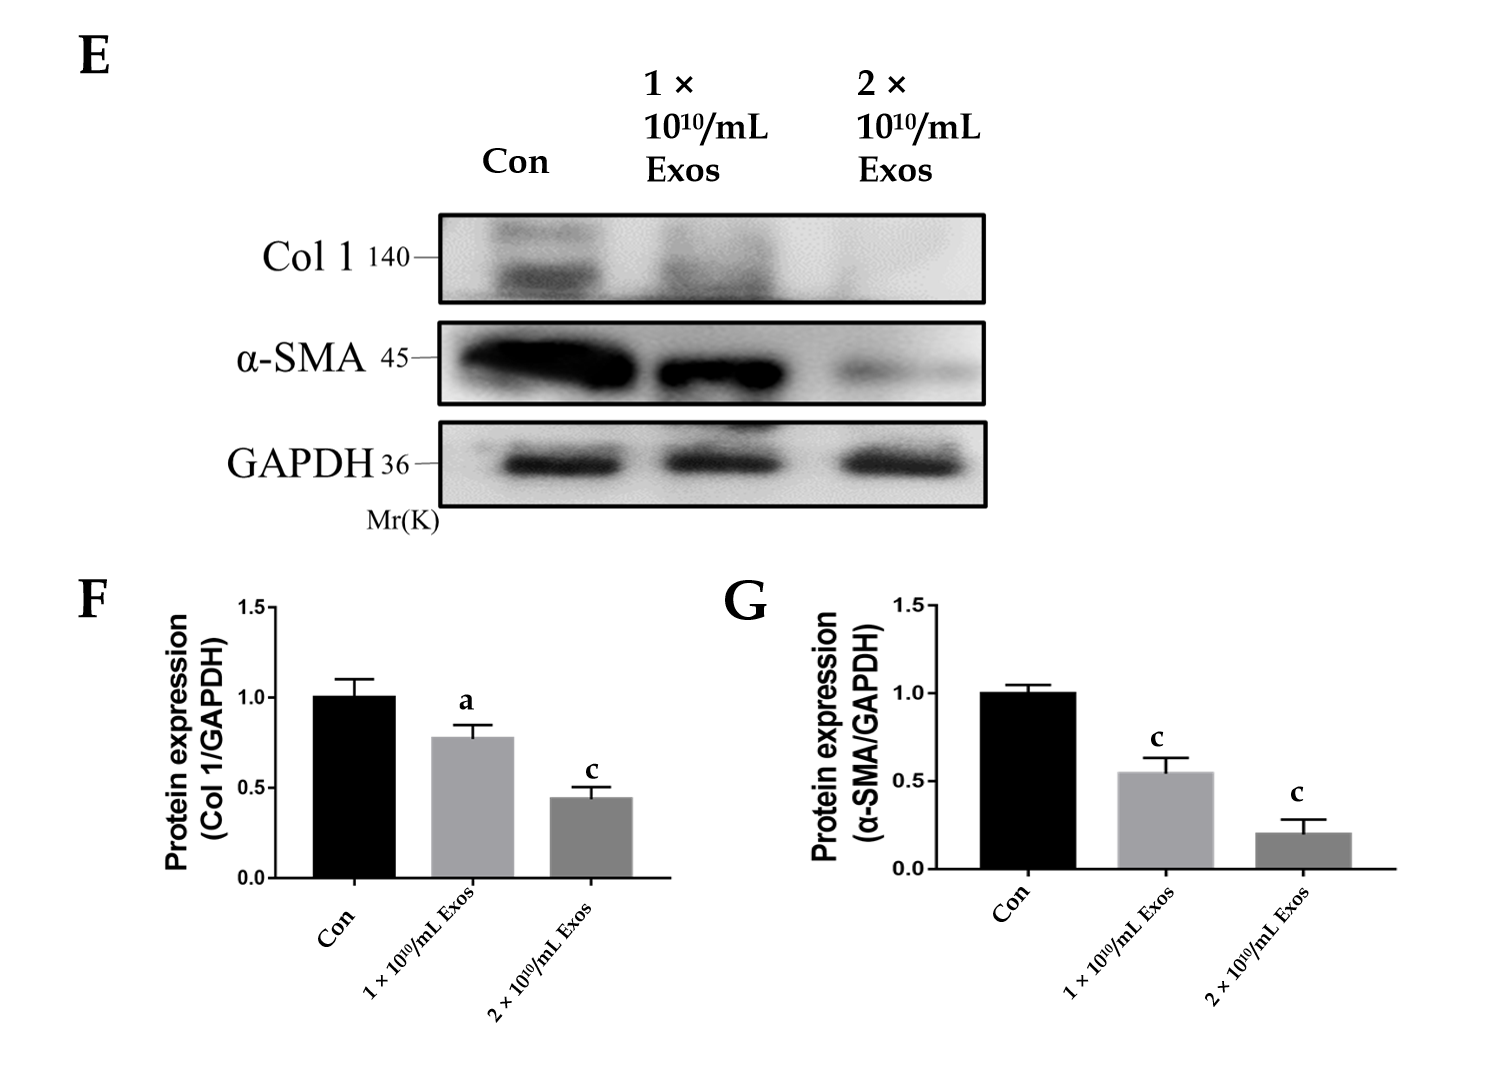 E
Con
1 ×
10¹⁰/mL
Exos
2 ×
10¹⁰/mL
Exos
Col 1 140
α-SMA 45
GAPDH 36
Mr(K)
F
Protein expression
(Col 1/GAPDH)
1.5
1.0
0.5
0.0
a
c
Con
1 × 10¹⁰/mL Exos
2 × 10¹⁰/mL Exos
G
Protein expression
(α-SMA/GAPDH)
1.5
1.0
0.5
0.0
c
c
Con
1 × 10¹⁰/mL Exos
2 × 10¹⁰/mL Exos